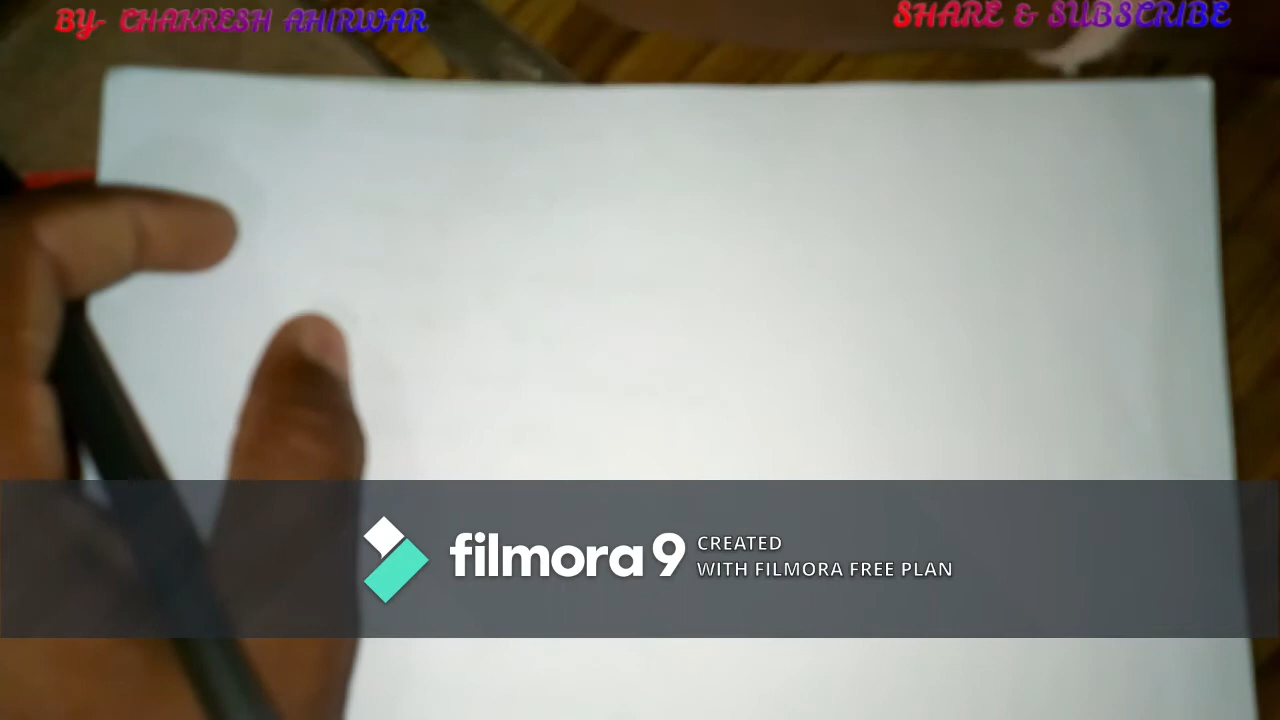 BY- CHAKRESH AHIRWAR
SHARE & SUBSCRIBE
filmora 9
CREATED
WITH FILMORA FREE PLAN